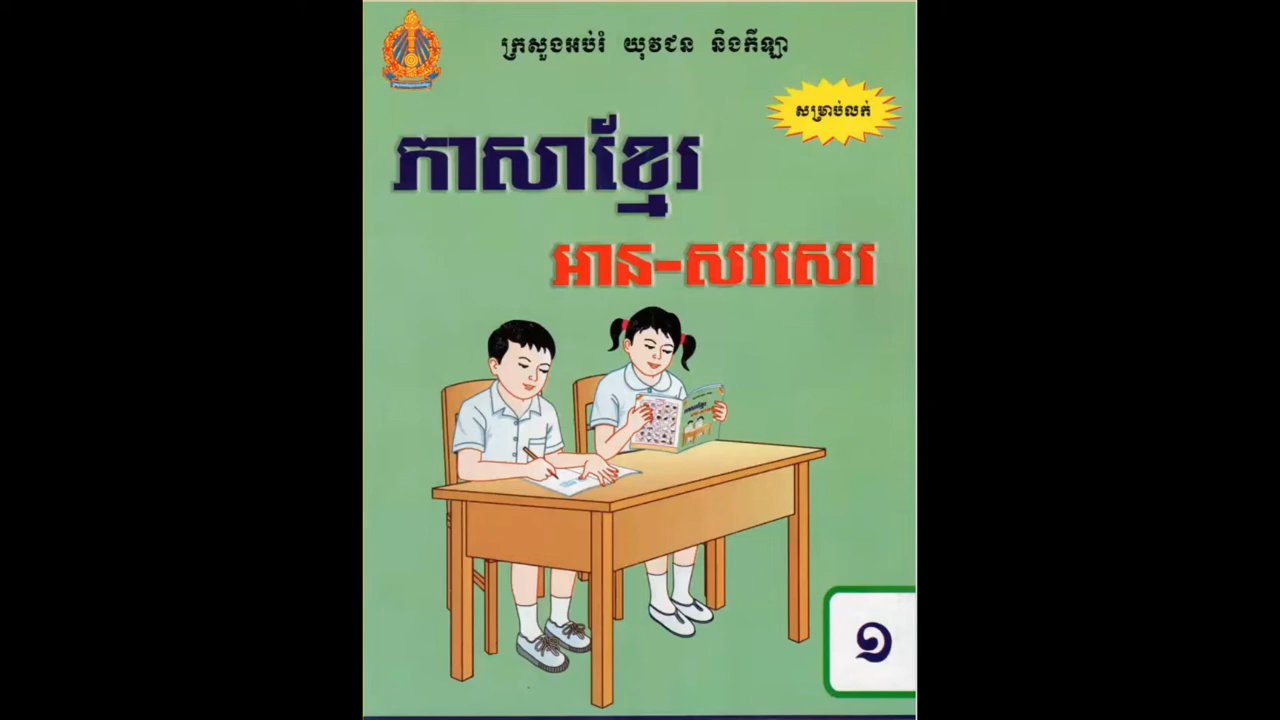 ក្រសួងអប់រំ យុវជន និងកីឡា
សម្រាប់លក់
ភាសាខ្មែរ
អាន-សរសេរ
១